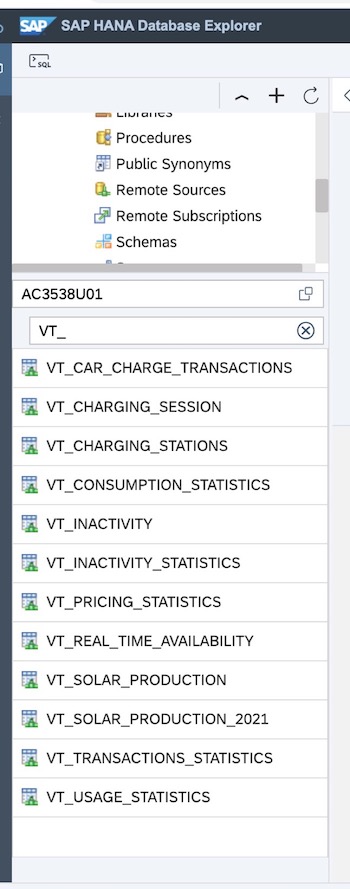 SAP SAP HANA Database Explorer
SQL
Libraries
Procedures
Public Synonyms
Remote Sources
Remote Subscriptions
Schemas
AC3538U01
VT_
VT_CAR_CHARGE_TRANSACTIONS
VT_CHARGING_SESSION
VT_CHARGING_STATIONS
VT_CONSUMPTION_STATISTICS
VT_INACTIVITY
VT_INACTIVITY_STATISTICS
VT_PRICING_STATISTICS
VT_REAL_TIME_AVAILABILITY
VT_SOLAR_PRODUCTION
VT_SOLAR_PRODUCTION_2021
VT_TRANSACTIONS_STATISTICS
VT_USAGE_STATISTICS